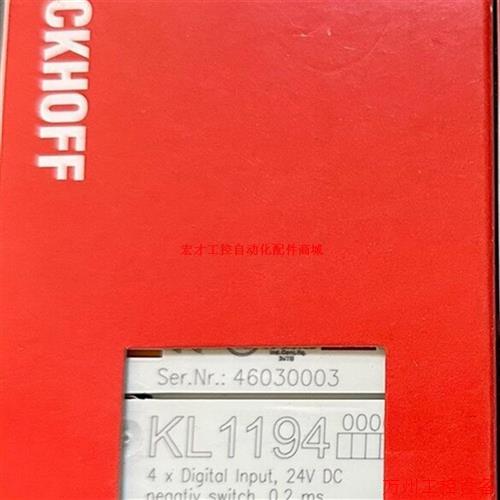 CKHOFF
宏才工控自动化配件商城
Ser.Nr.: 46030003
KL1194
000
4 x Digital Input, 24V DC
negativ switch, 0.2 ms